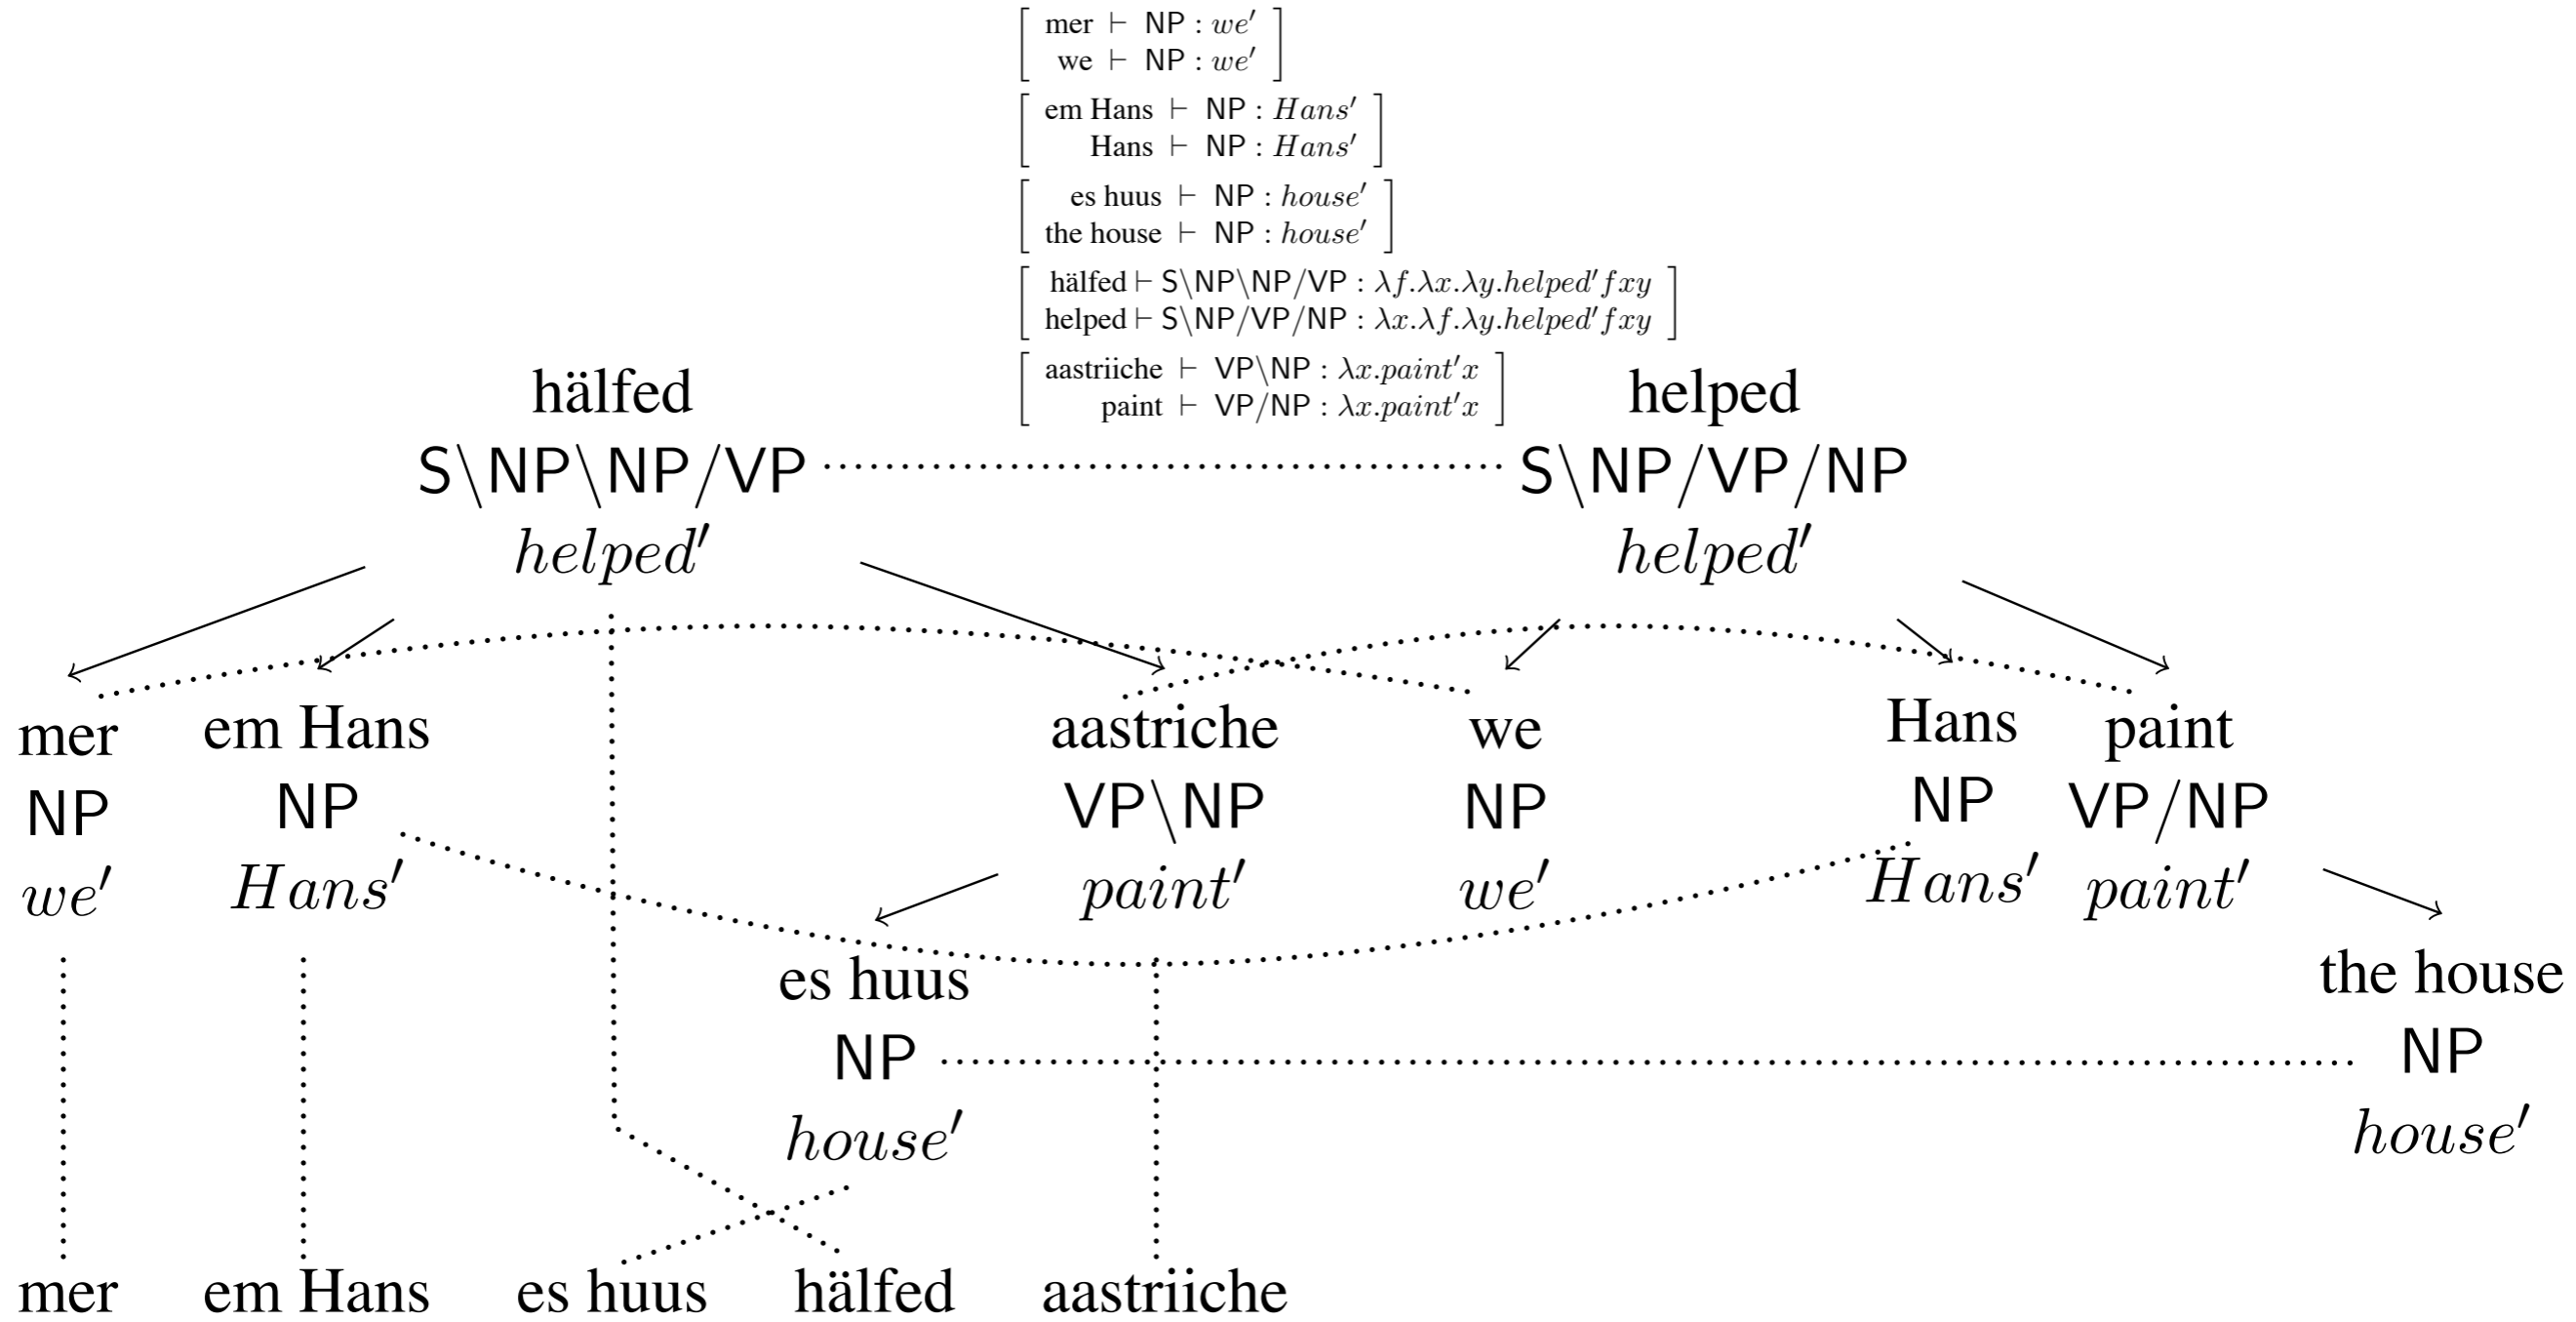 mer ⊢ NP : we′
we ⊢ NP : we′
em Hans ⊢ NP : Hans′
Hans ⊢ NP : Hans′
es huus ⊢ NP : house′
the house ⊢ NP : house′
hälfed ⊢ S\NP\NP/VP : λf.λx.λy.helped′fxy
helped ⊢ S\NP/VP/NP : λx.λf.λy.helped′fxy
aastriiche ⊢ VP\NP : λx.paint′x
paint ⊢ VP/NP : λx.paint′x
hälfed helped
S\NP\NP/VP S\NP/VP/NP
helped′ helped′
mer em Hans aastriche we Hans paint
NP NP VP\NP NP NP VP/NP
we′ Hans′ paint′ we′ Hans′ paint′
es huus the house
NP NP
house′ house′
mer em Hans es huus hälfed aastriiche